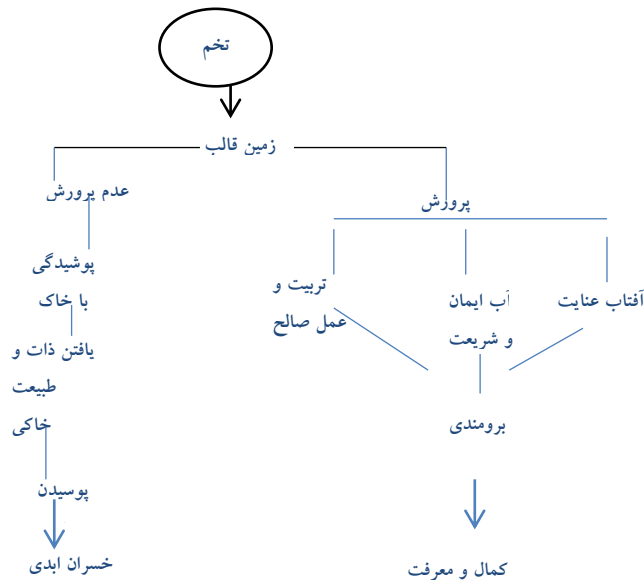 تخم
زمین قالب
عدم پرورش
پرورش
پوشیدگی
با خاک
تربیت و
عمل صالح
آب ایمان
و شریعت
آفتاب عنایت
یافتن ذات و
طبیعت
خاکی
برومندی
پوسیدن
خسران ابدی
کمال و معرفت